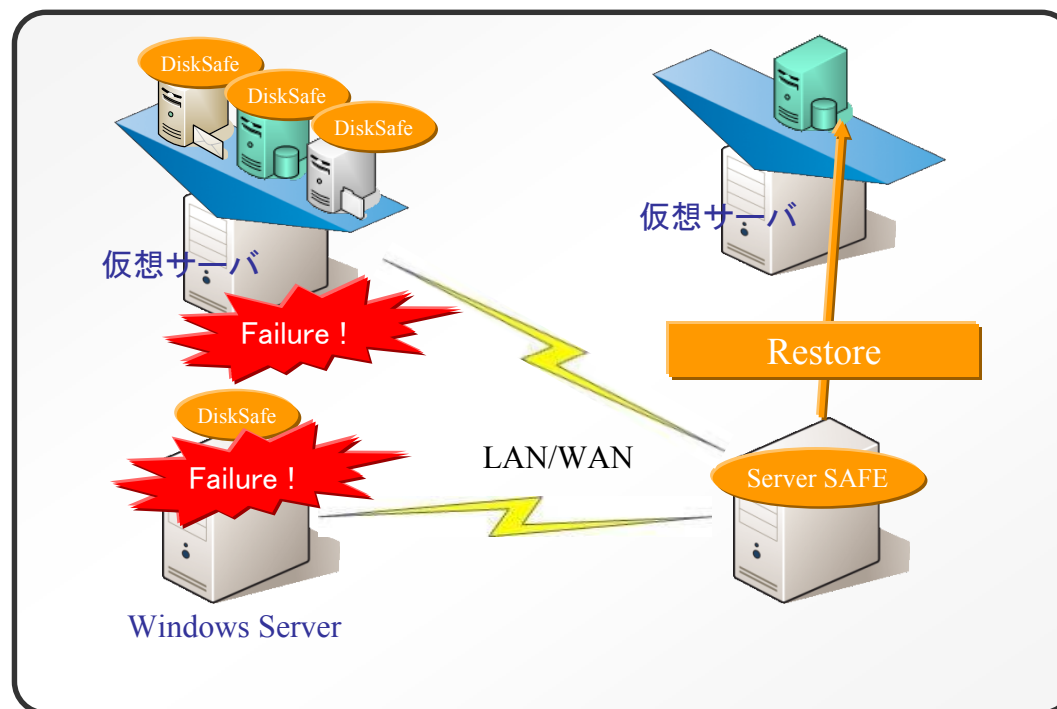 DiskSafe
DiskSafe
DiskSafe
仮想サーバ
仮想サーバ
Failure !
Restore
DiskSafe
Failure !
LAN/WAN
Server SAFE
Windows Server